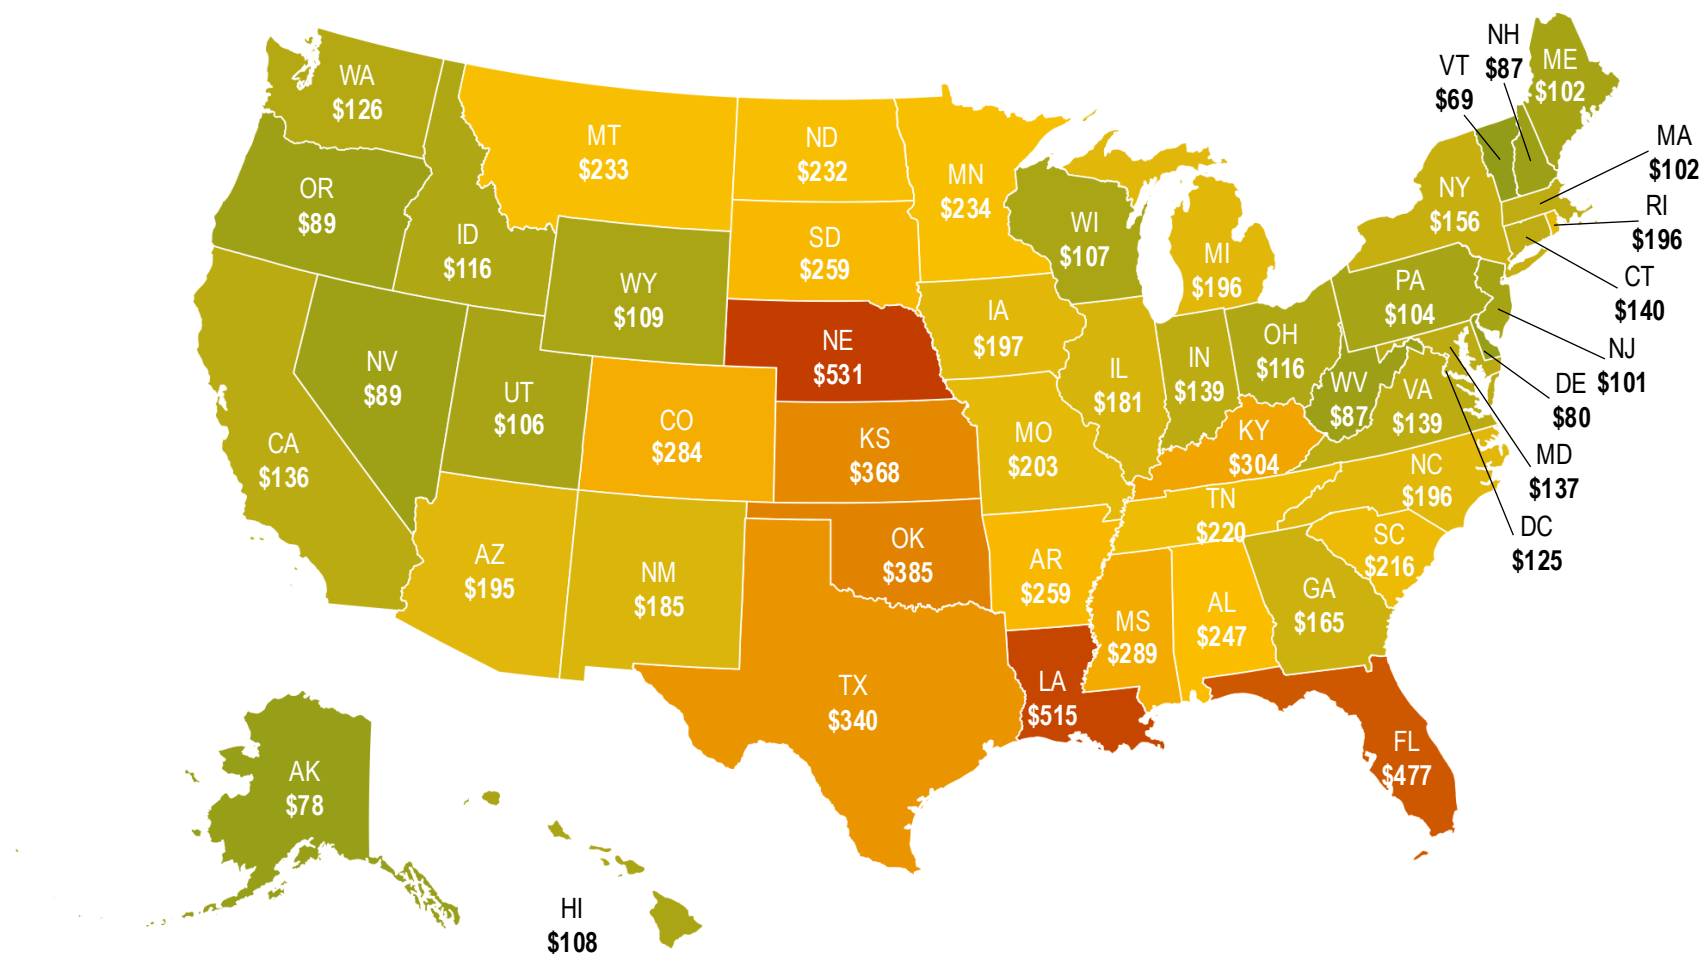 NH
$87
VT
$69
ME
$102
WA
$126
MA
$102
MT
$233
ND
$232
MN
$234
OR
$89
NY
$156
RI
$196
WI
$107
ID
$116
SD
$259
MI
$196
CT
$140
PA
$104
WY
$109
IA
$197
NE
$531
OH
$116
NJ
$101
NV
$89
IN
$139
IL
$181
WV
$87
VA
$139
DE
$80
UT
$106
CO
$284
KS
$368
MO
$203
KY
$304
CA
$136
MD
$137
NC
$196
TN
$220
DC
$125
OK
$385
SC
$216
AZ
$195
NM
$185
AR
$259
GA
$165
AL
$247
MS
$289
TX
$340
LA
$515
FL
$477
AK
$78
HI
$108